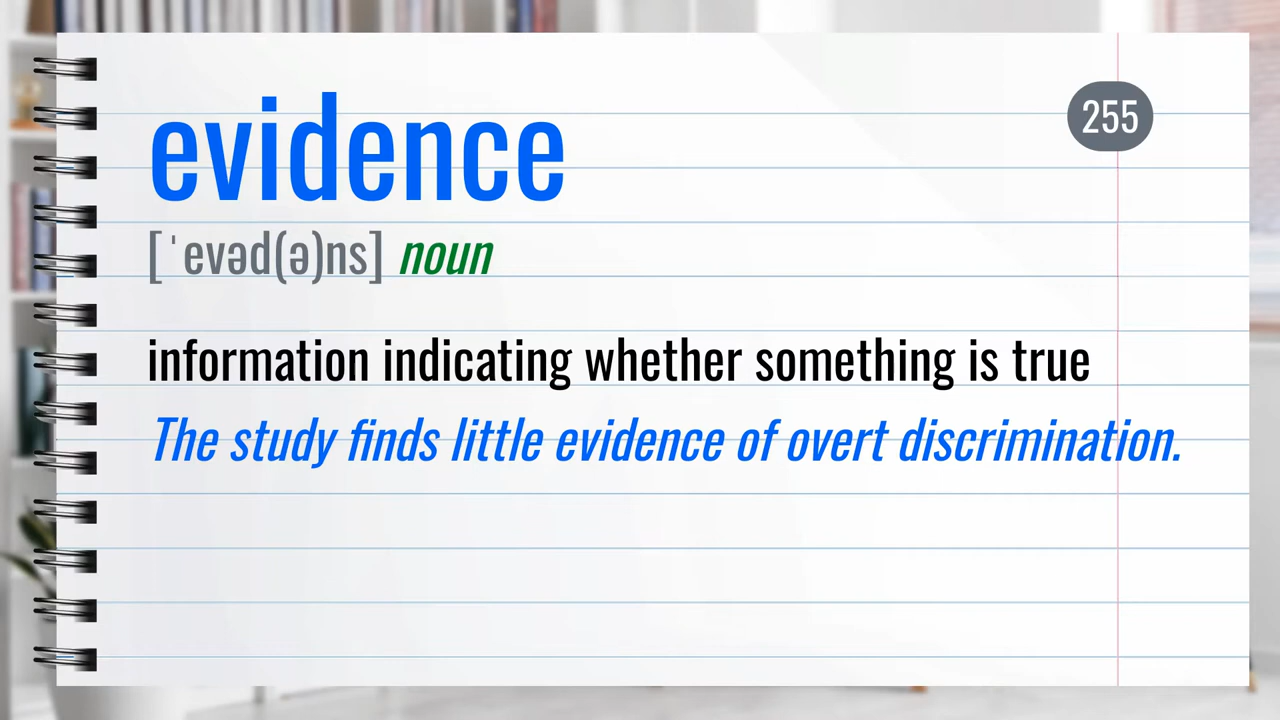 evidence
255
[ˈevəd(ə)ns] noun
information indicating whether something is true
The study finds little evidence of overt discrimination.